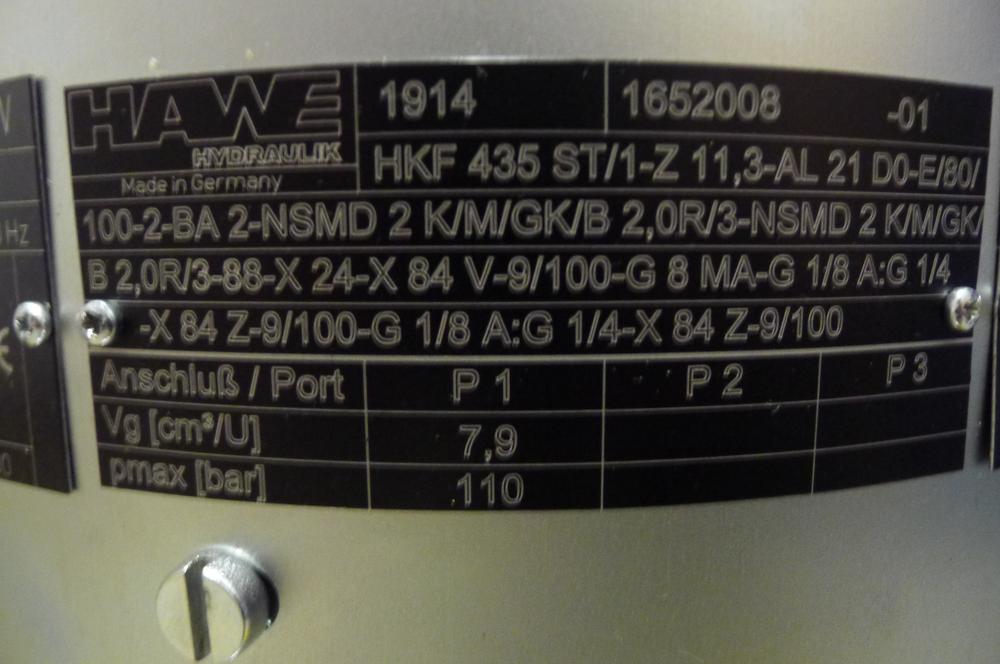 HAWE
HYDRAULIK
Made in Germany
1914 1652008 -01
HKF 435 ST/1-Z 11,3-AL 21 D0-E/80/
100-2-BA 2-NSMD 2 K/M/GK/B 2,0R/3-NSMD 2 K/M/GK/
B 2,0R/3-88-X 24-X 84 V-9/100-G 8 MA-G 1/8 A:G 1/4
-X 84 Z-9/100-G 1/8 A:G 1/4-X 84 Z-9/100
Anschluß / Port P 1 P 2 P 3
Vg [cm³/U] 7,9
pmax [bar] 110
Hz